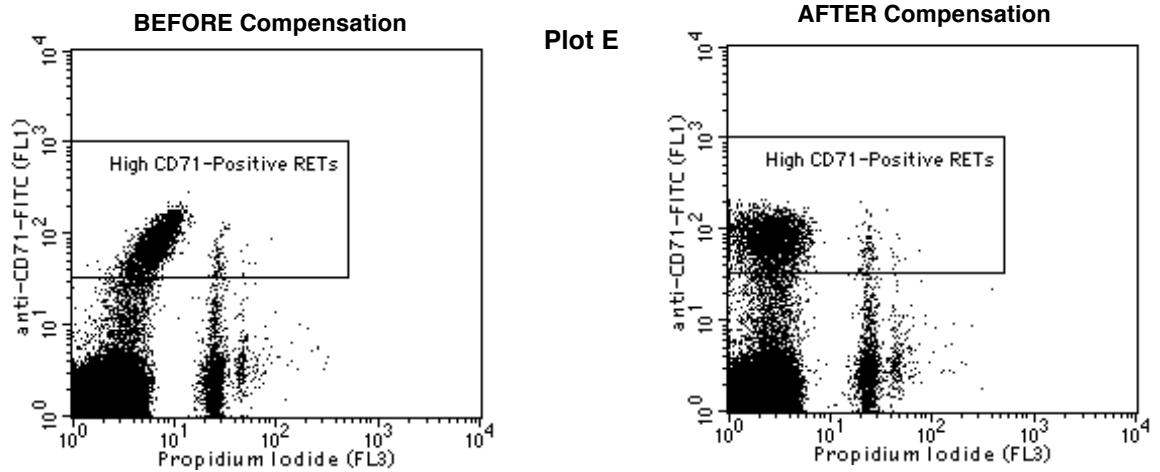 BEFORE Compensation
Plot E
AFTER Compensation
10^4
10^3
10^2
10^1
10^0
anti-CD71-FITC (FL1)
High CD71-Positive RETs
10^0 10^1 10^2 10^3 10^4
Propidium Iodide (FL3)
10^4
10^3
10^2
10^1
10^0
anti-CD71-FITC (FL1)
High CD71-Positive RETs
10^0 10^1 10^2 10^3 10^4
Propidium Iodide (FL3)